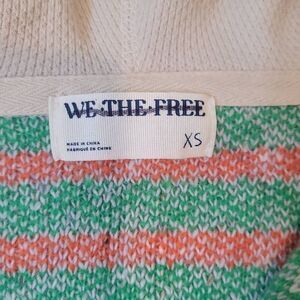 WE·THE·FREE
MADE IN CHINA
FABRIQUÉ EN CHINE
XS